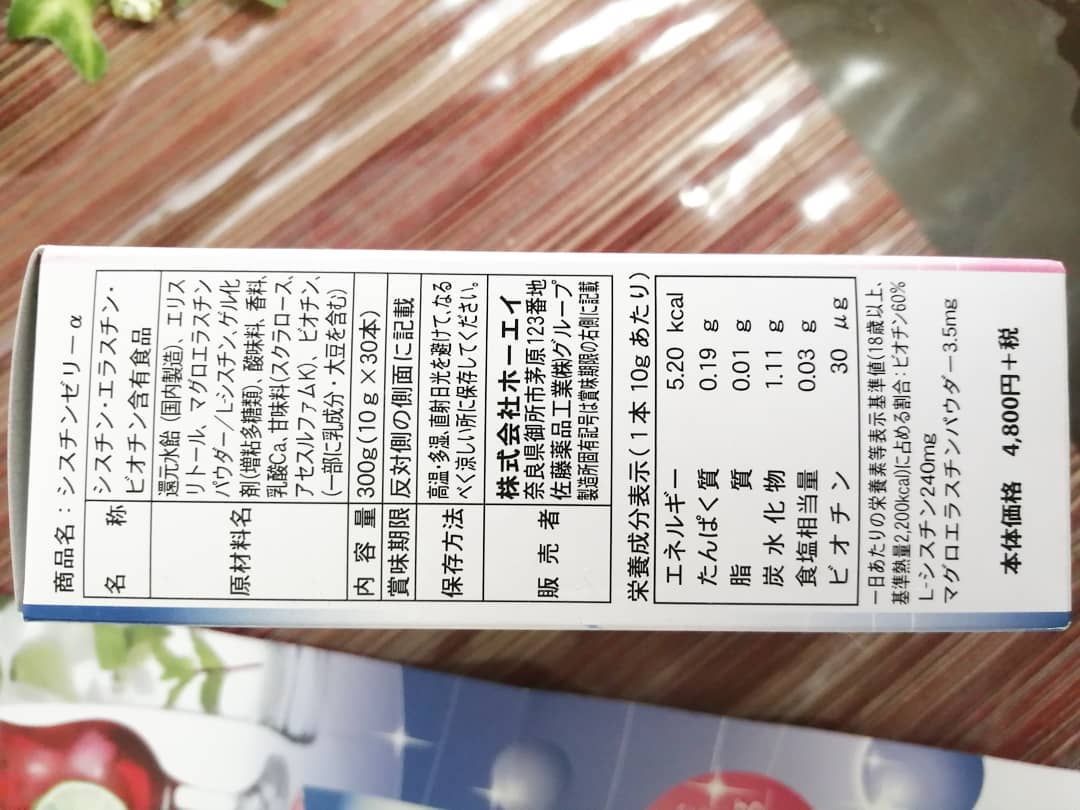 商品名：シスチンゼリーα
名称 シスチン・エラスチン・
ビオチン含有食品
原材料名 還元水飴(国内製造)、エリス
リトール、マグロエラスチン
パウダー/L-シスチン、ゲル化
剤(増粘多糖類)、酸味料、香料、
乳酸Ca、甘味料(スクラロース、
アセスルファムK)、ビオチン、
(一部に乳成分・大豆を含む)
内容量 300g(10g×30本)
賞味期限 反対側の側面に記載
保存方法 高温・多湿、直射日光を避けて、なる
べく涼しい所に保存してください。
販売者 株式会社ホーエイ
奈良県御所市茅原123番地
佐藤薬品工業㈱グループ
製造所固有記号は賞味期限の右側に記載
栄養成分表示(1本 10gあたり)
エネルギー 5.20 kcal
たんぱく質 0.19 g
脂質 0.01 g
炭水化物 1.11 g
食塩相当量 0.03 g
ビオチン 30 μg
一日あたりの栄養素等表示基準値(18歳以上、
基準熱量2,200kcal)に占める割合：ビオチン60%
L-シスチン240mg
マグロエラスチンパウダー3.5mg
本体価格 4,800円+税